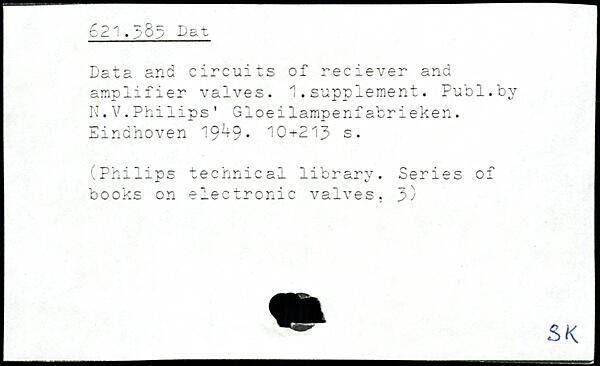 621.385 Dat
Data and circuits of reciever and
amplifier valves. 1.supplement. Publ.by
N.V.Philips' Gloeilampenfabrieken.
Eindhoven 1949. 10+213 s.
(Philips technical library. Series of
books on electronic valves, 3)
SK